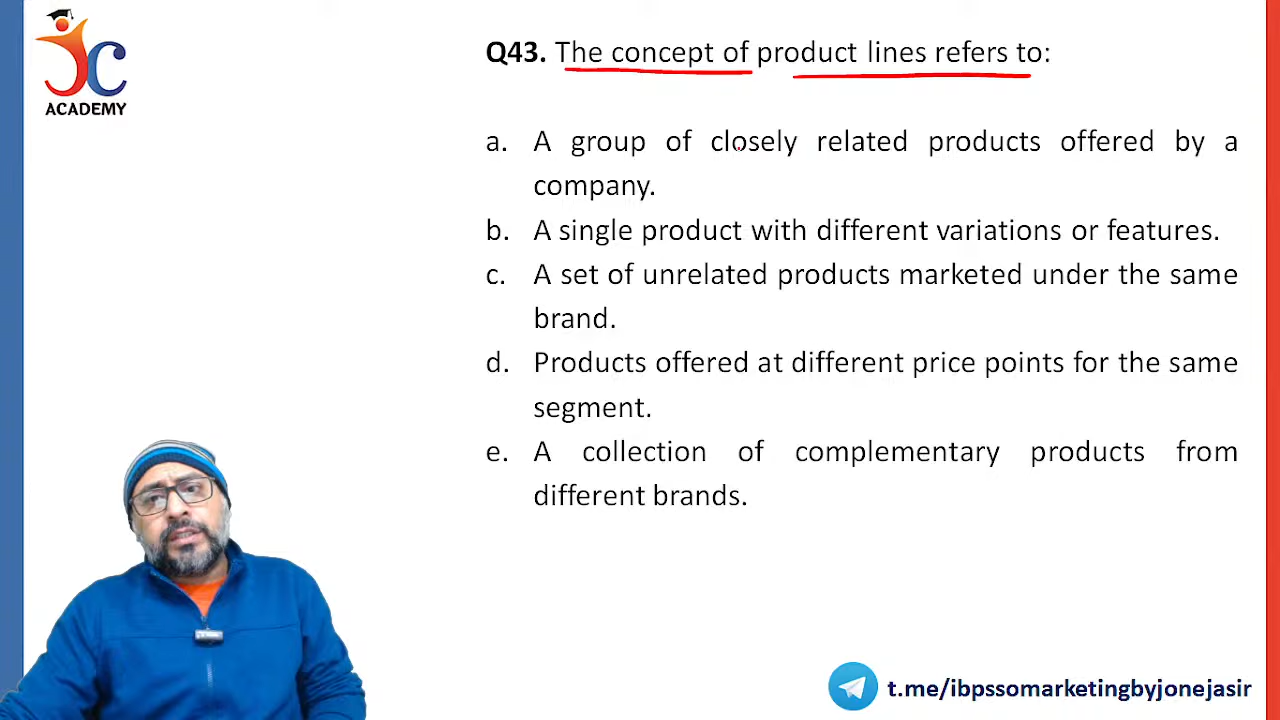 JC
ACADEMY
Q43. The concept of product lines refers to:
a. A group of closely related products offered by a
company.
b. A single product with different variations or features.
c. A set of unrelated products marketed under the same
brand.
d. Products offered at different price points for the same
segment.
e. A collection of complementary products from
different brands.
t.me/ibpssomarketingbyjonejasir